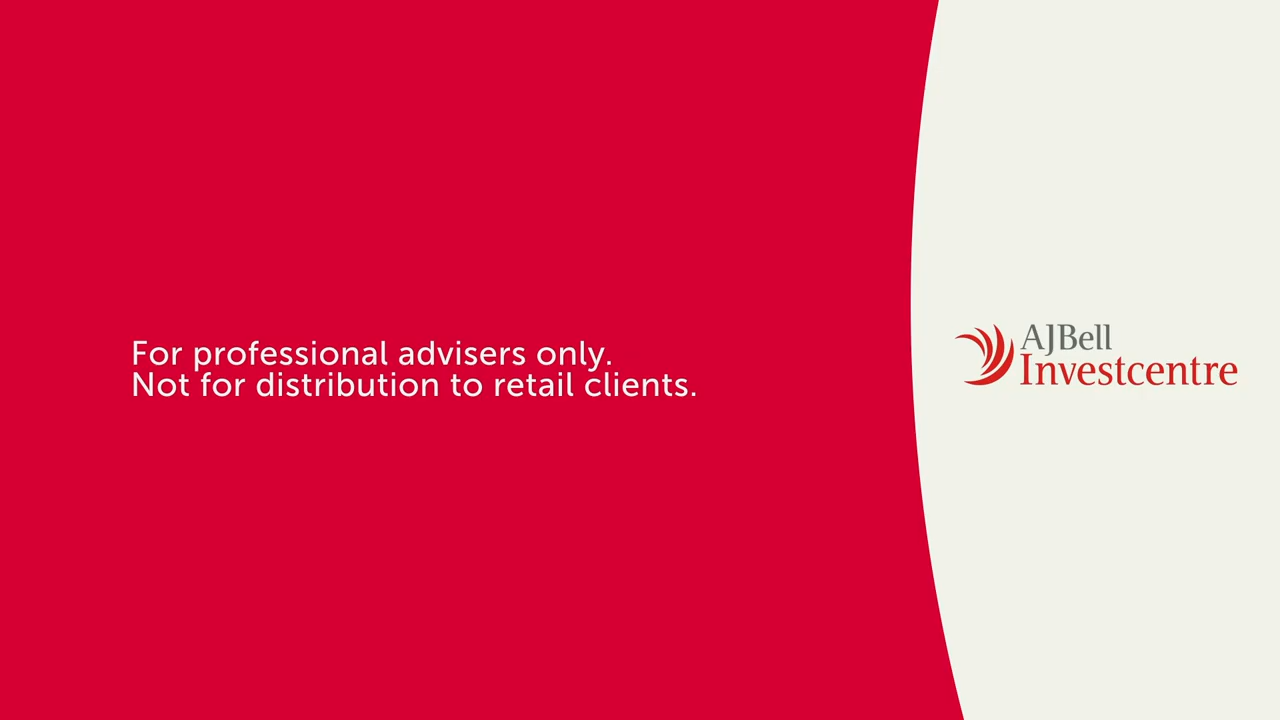 For professional advisers only.
Not for distribution to retail clients.
AJBell
Investcentre